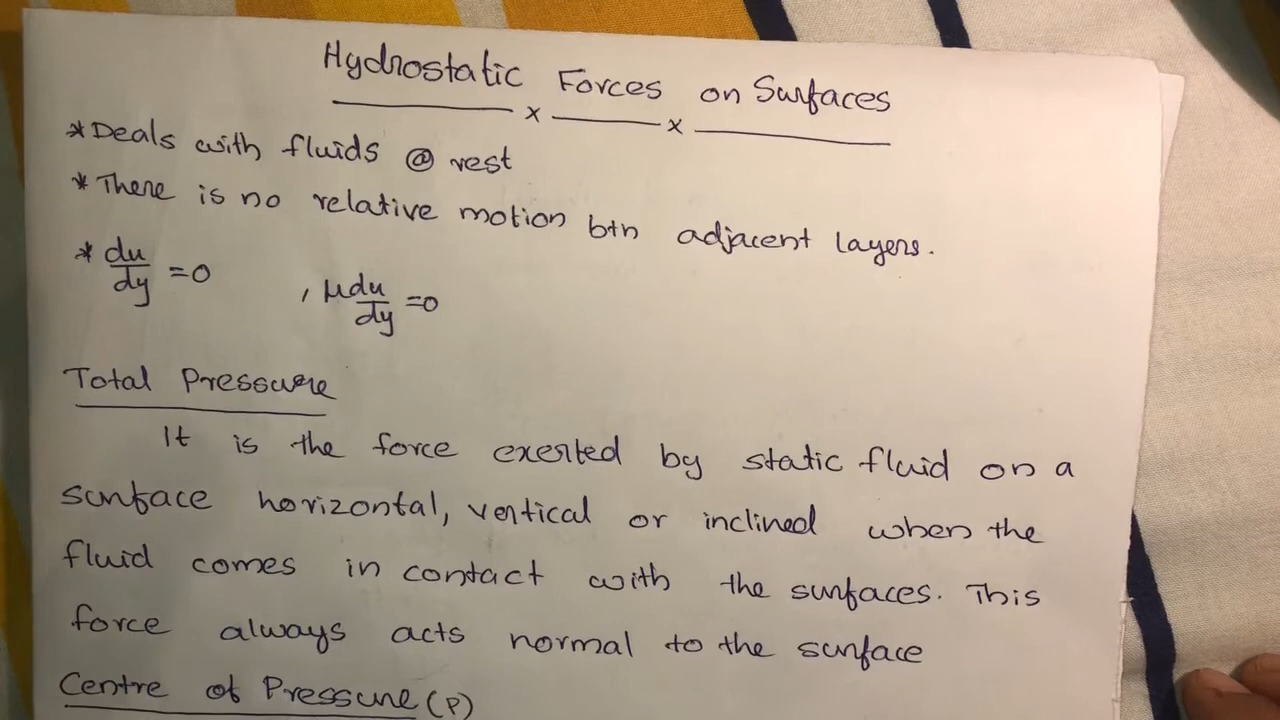 Hydrostatic Forces on Surfaces
x x
* Deals with fluids @ rest
* There is no relative motion btn adjacent layers.
* du/dy = 0 , μ du/dy = 0
Total Pressure
It is the force exerted by static fluid on a
surface horizontal, vertical or inclined when the
fluid comes in contact with the surfaces. This
force always acts normal to the surface
Centre of Pressure (P)